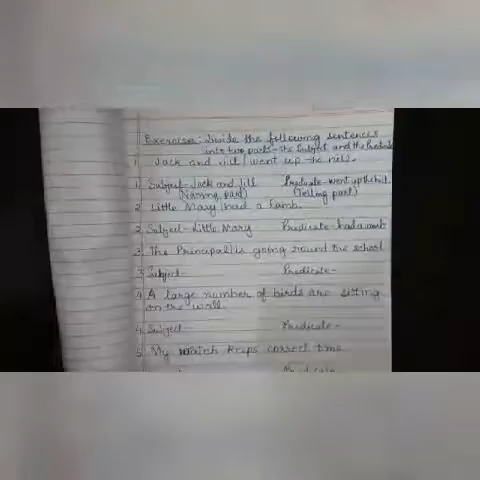 Exercise:- Divide the following sentences
into two parts - the Subject and the Predicate
1. Jack and Jill / went up the hill.
1. Subject - Jack and Jill Predicate - went up the hill.
(Naming part) (Telling part)
2. Little Mary had a lamb.
2. Subject - Little Mary Predicate - had a lamb
3. The Principal is going round the school
3. Subject - Predicate -
4. A large number of birds are sitting
on the wall.
4. Subject - Predicate -
5. My watch keeps correct time